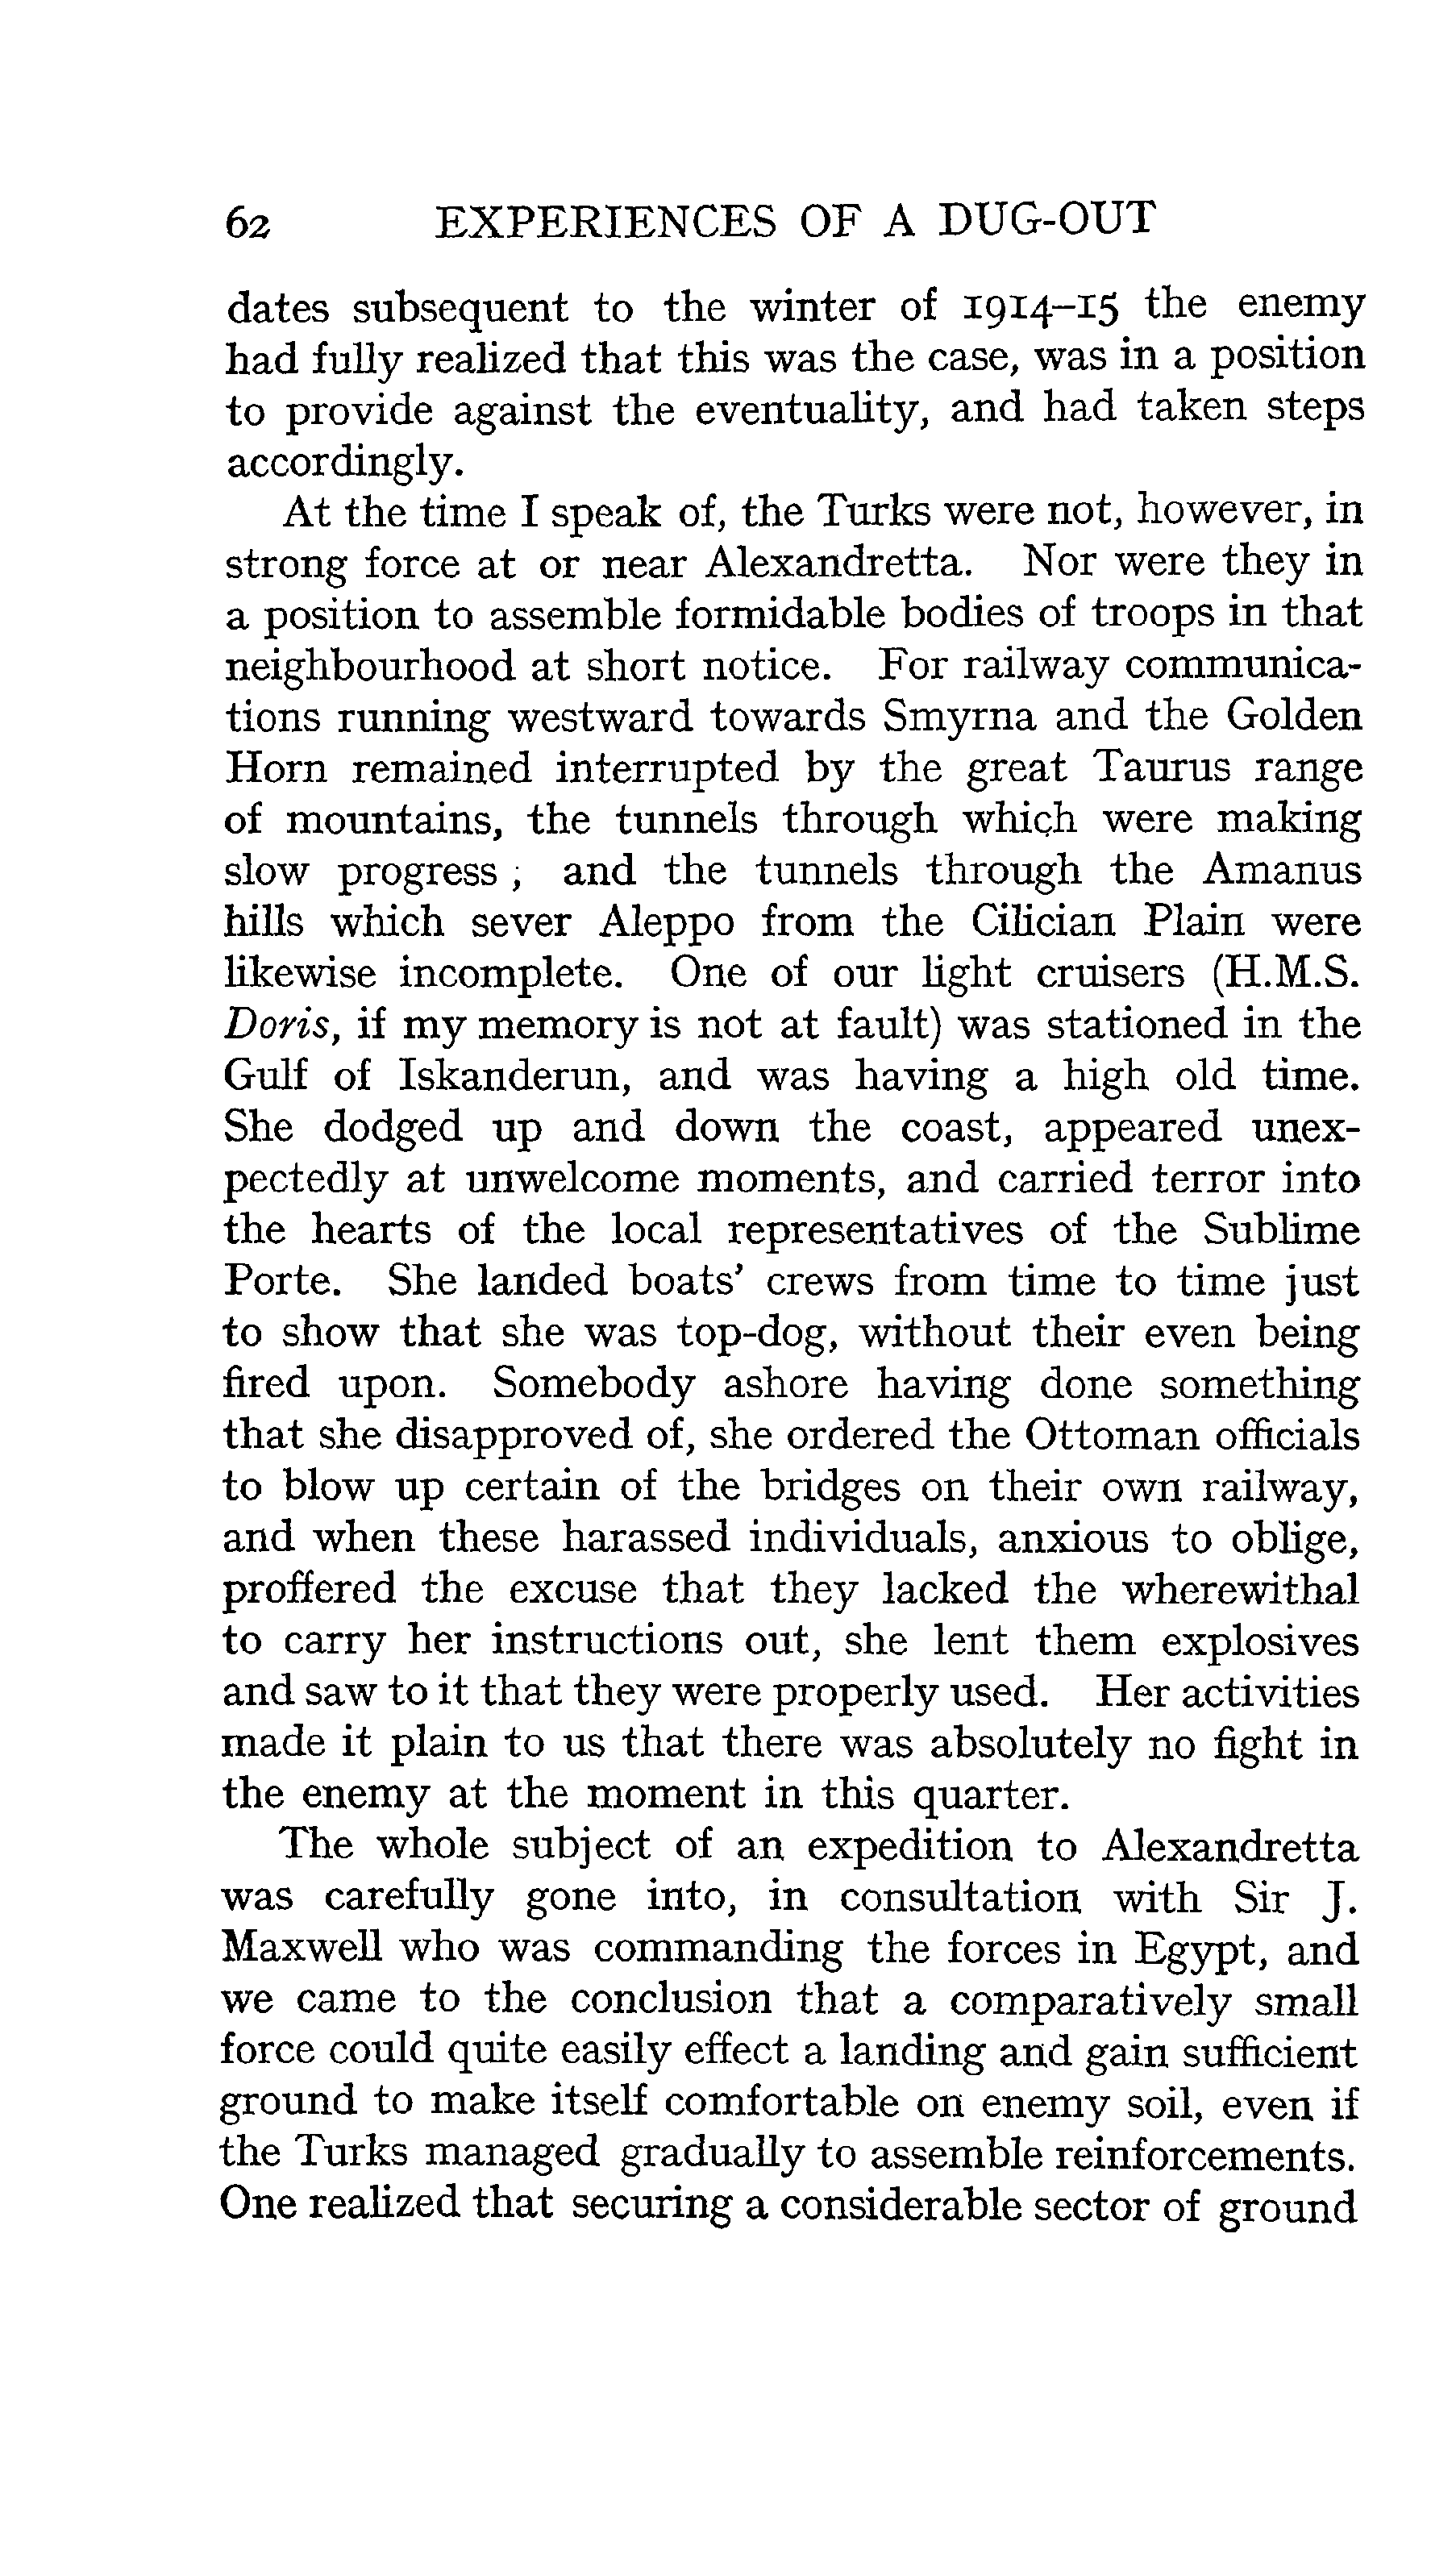 62 EXPERIENCES OF A DUG-OUT
dates subsequent to the winter of 1914–15 the enemy
had fully realized that this was the case, was in a position
to provide against the eventuality, and had taken steps
accordingly.
At the time I speak of, the Turks were not, however, in
strong force at or near Alexandretta. Nor were they in
a position to assemble formidable bodies of troops in that
neighbourhood at short notice. For railway communica-
tions running westward towards Smyrna and the Golden
Horn remained interrupted by the great Taurus range
of mountains, the tunnels through which were making
slow progress ; and the tunnels through the Amanus
hills which sever Aleppo from the Cilician Plain were
likewise incomplete. One of our light cruisers (H.M.S.
Doris, if my memory is not at fault) was stationed in the
Gulf of Iskanderun, and was having a high old time.
She dodged up and down the coast, appeared unex-
pectedly at unwelcome moments, and carried terror into
the hearts of the local representatives of the Sublime
Porte. She landed boats' crews from time to time just
to show that she was top-dog, without their even being
fired upon. Somebody ashore having done something
that she disapproved of, she ordered the Ottoman officials
to blow up certain of the bridges on their own railway,
and when these harassed individuals, anxious to oblige,
proffered the excuse that they lacked the wherewithal
to carry her instructions out, she lent them explosives
and saw to it that they were properly used. Her activities
made it plain to us that there was absolutely no fight in
the enemy at the moment in this quarter.
The whole subject of an expedition to Alexandretta
was carefully gone into, in consultation with Sir J.
Maxwell who was commanding the forces in Egypt, and
we came to the conclusion that a comparatively small
force could quite easily effect a landing and gain sufficient
ground to make itself comfortable on enemy soil, even if
the Turks managed gradually to assemble reinforcements.
One realized that securing a considerable sector of ground